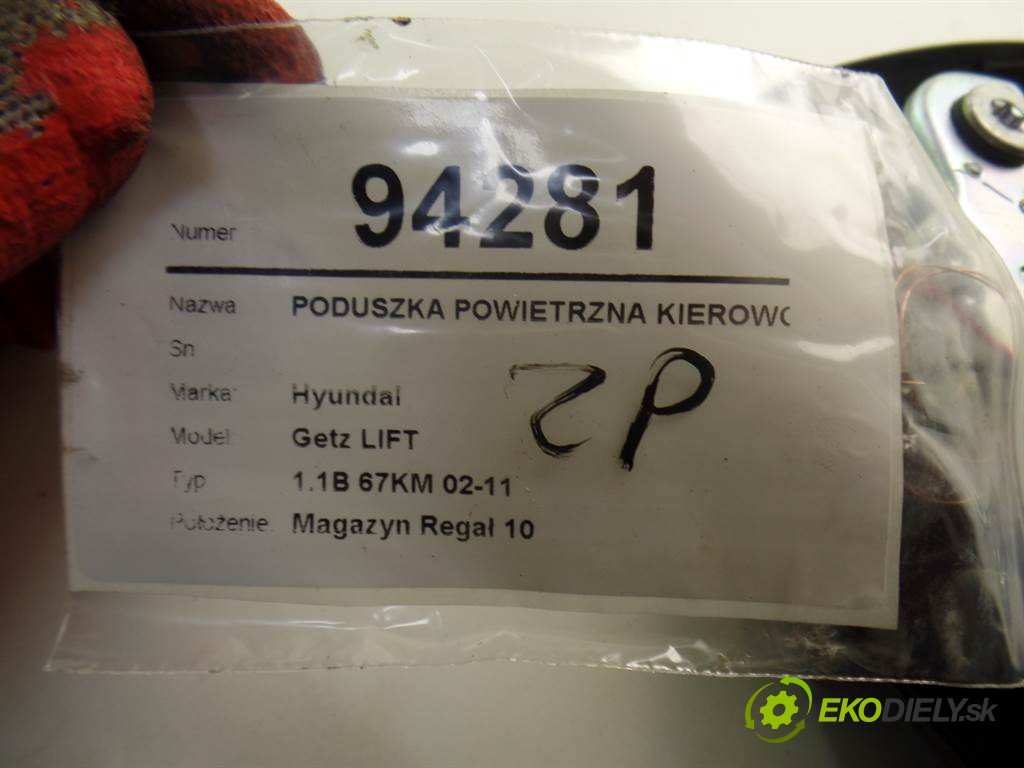 Numer 94281
Nazwa PODUSZKA POWIETRZNA KIEROWC
Sn
Marka: Hyundai
Model: Getz LIFT
Typ 1.1B 67KM 02-11
Położenie: Magazyn Regał 10
ZP
EKODIELY.sk